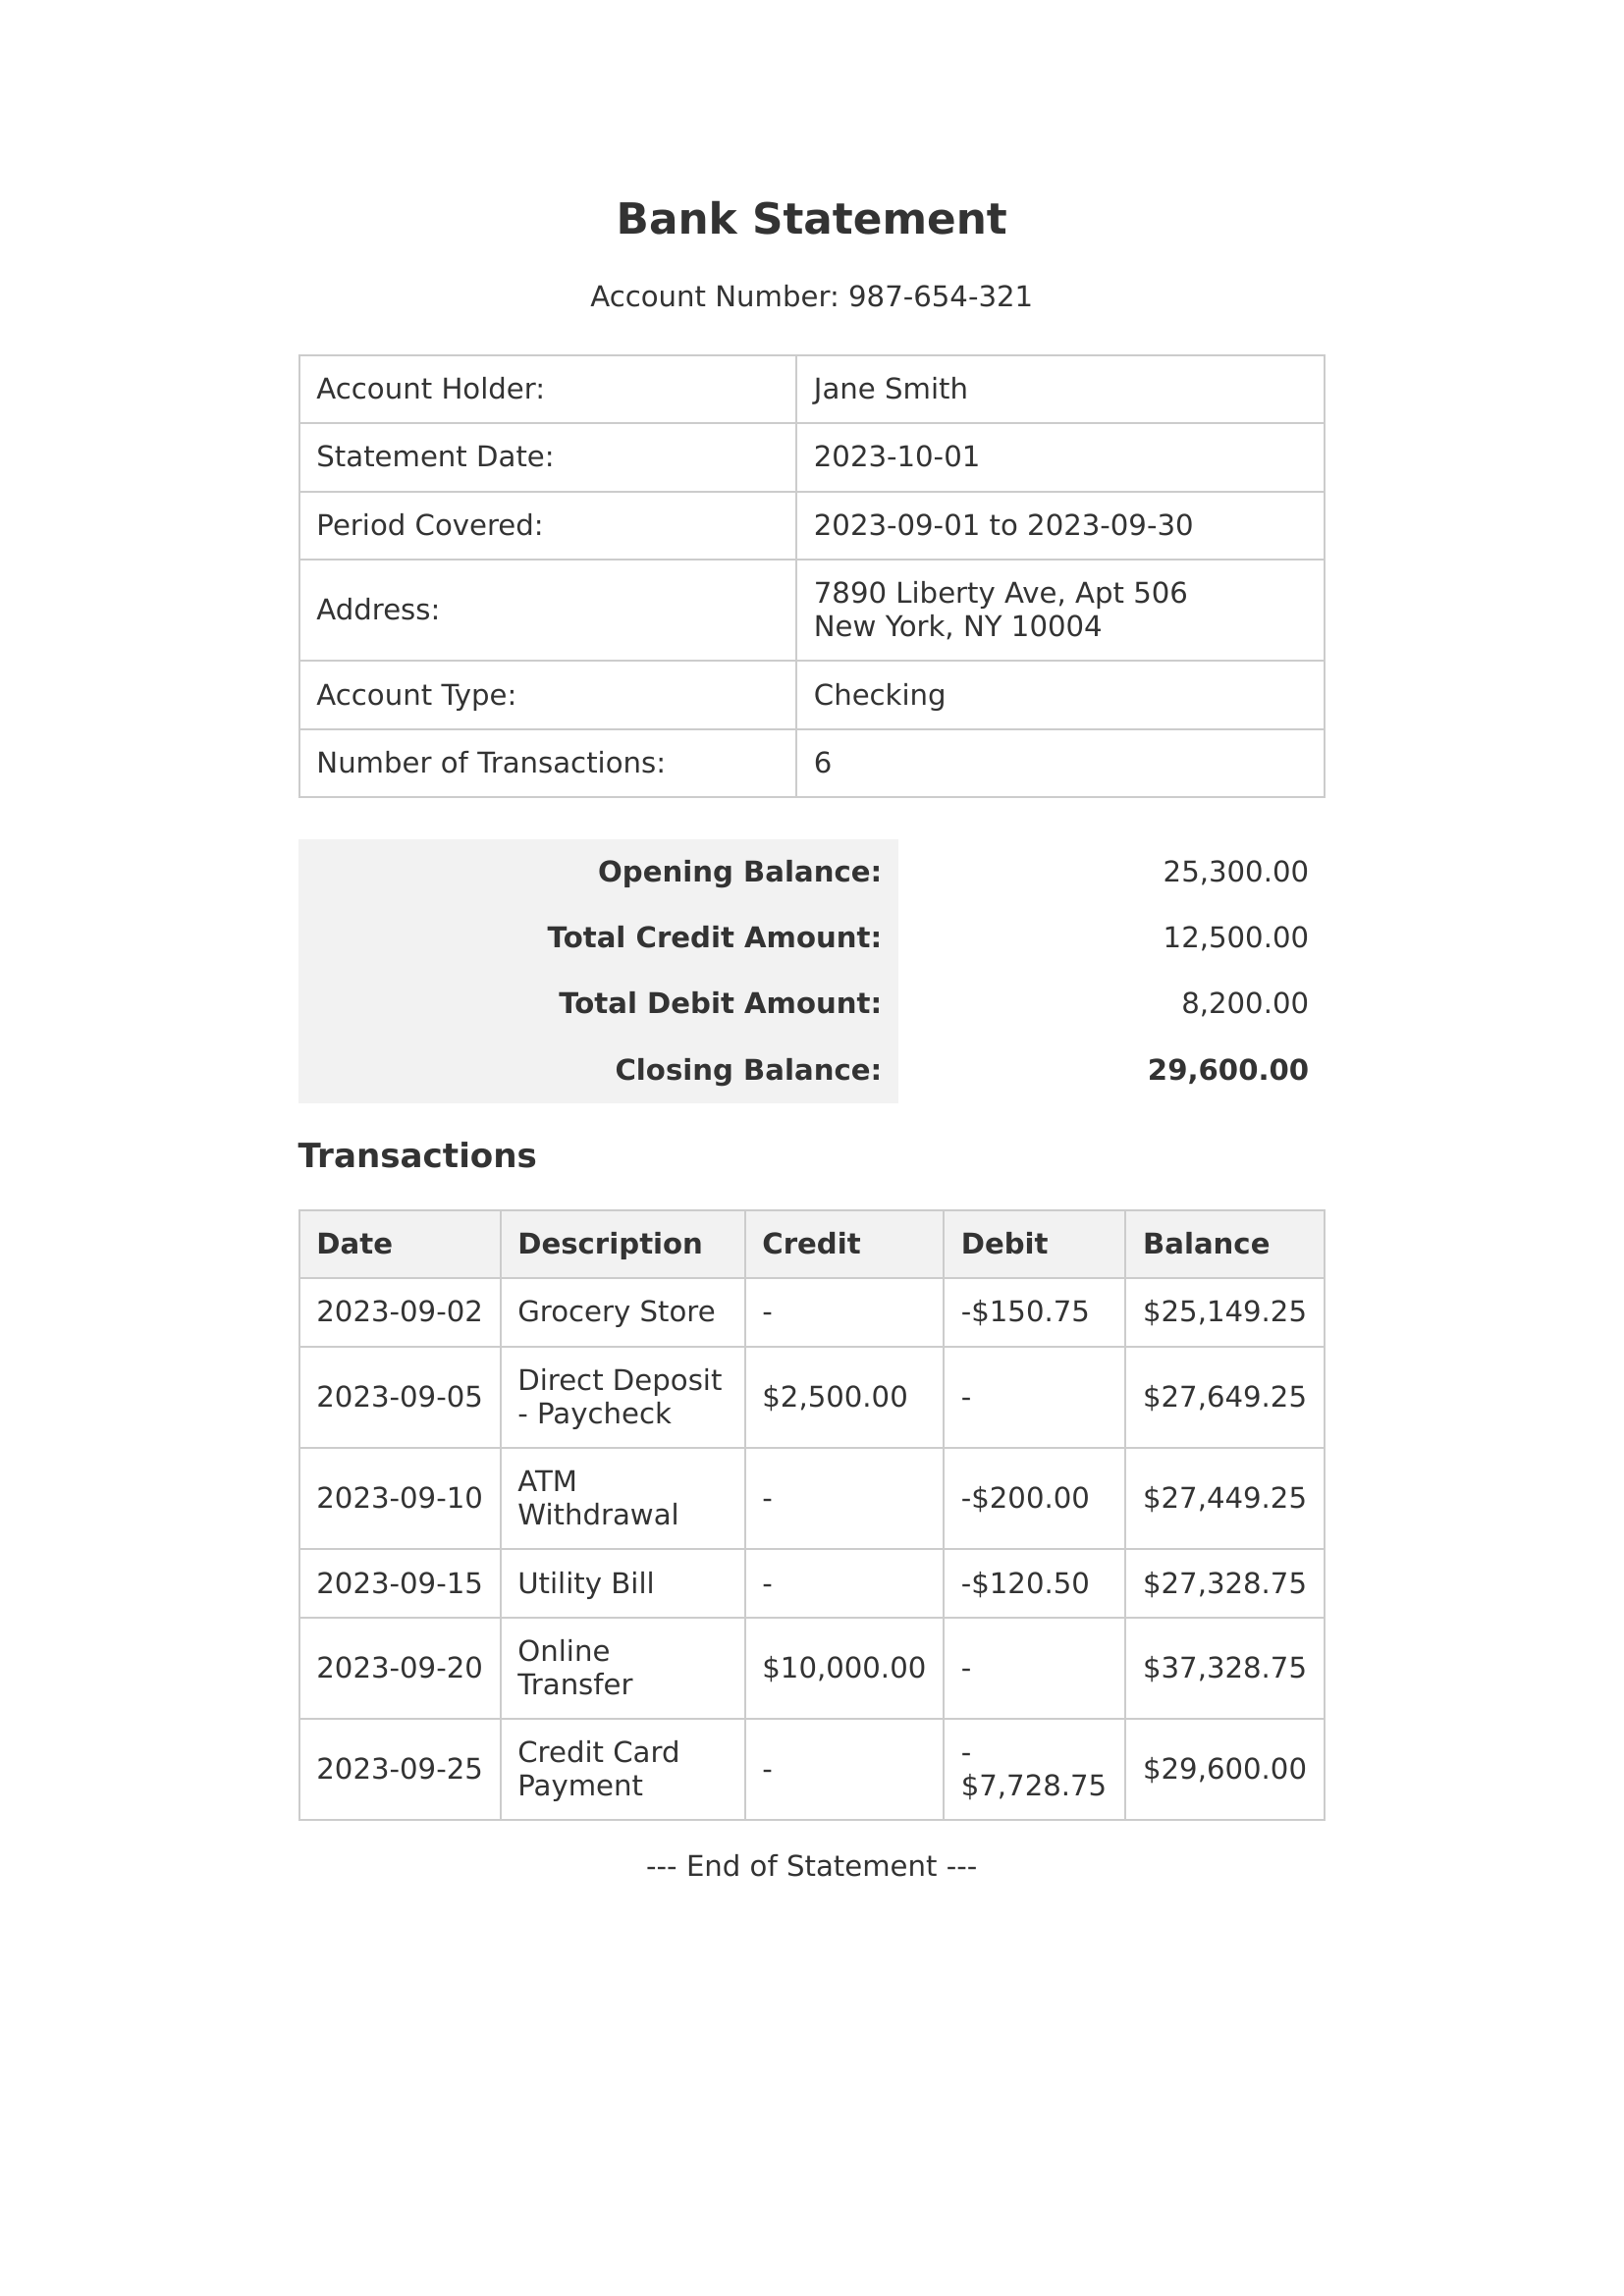 Bank Statement
Account Number: 987-654-321
Account Holder: Jane Smith
Statement Date: 2023-10-01
Period Covered: 2023-09-01 to 2023-09-30
Address: 7890 Liberty Ave, Apt 506
New York, NY 10004
Account Type: Checking
Number of Transactions: 6
Opening Balance: 25,300.00
Total Credit Amount: 12,500.00
Total Debit Amount: 8,200.00
Closing Balance: 29,600.00
Transactions
Date Description Credit Debit Balance
2023-09-02 Grocery Store - -$150.75 $25,149.25
2023-09-05 Direct Deposit
- Paycheck $2,500.00 - $27,649.25
2023-09-10 ATM
Withdrawal - -$200.00 $27,449.25
2023-09-15 Utility Bill - -$120.50 $27,328.75
2023-09-20 Online
Transfer $10,000.00 - $37,328.75
2023-09-25 Credit Card
Payment - -
$7,728.75 $29,600.00
--- End of Statement ---